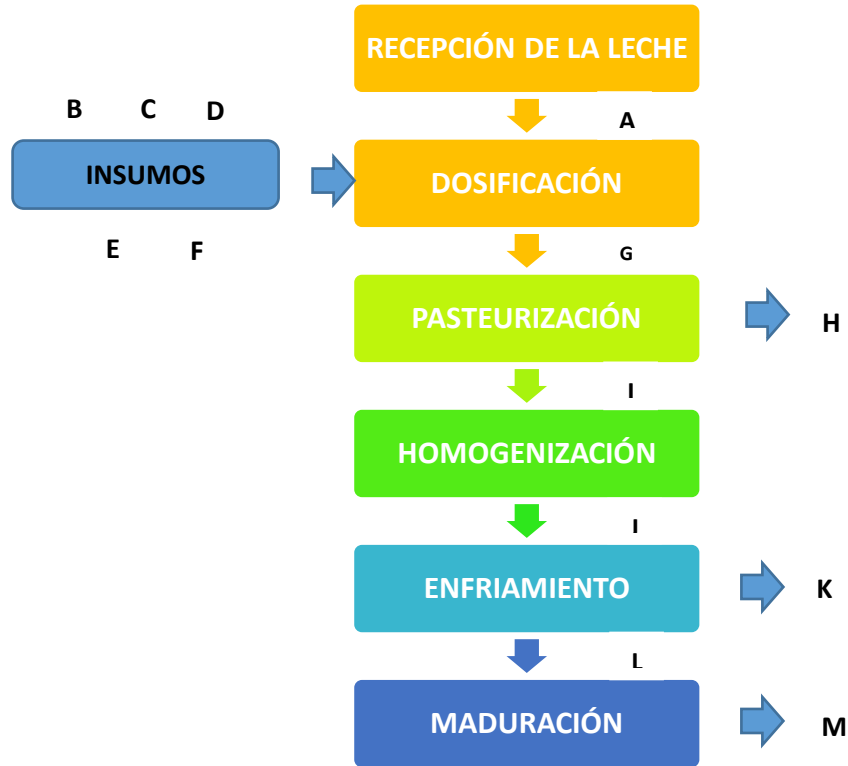 RECEPCIÓN DE LA LECHE
A
B C D
INSUMOS
DOSIFICACIÓN
E F
G
PASTEURIZACIÓN
H
I
HOMOGENIZACIÓN
ENFRIAMIENTO
K
L
MADURACIÓN
M